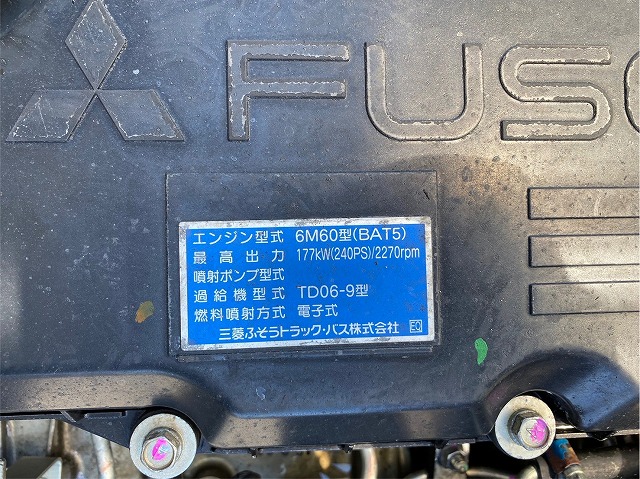 FUSO
エンジン型式 6M60型(BAT5)
最高出力 177kW(240PS)/2270rpm
噴射ポンプ型式
過給機型式 TD06-9型
燃料噴射方式 電子式
三菱ふそうトラック・バス株式会社 EQ